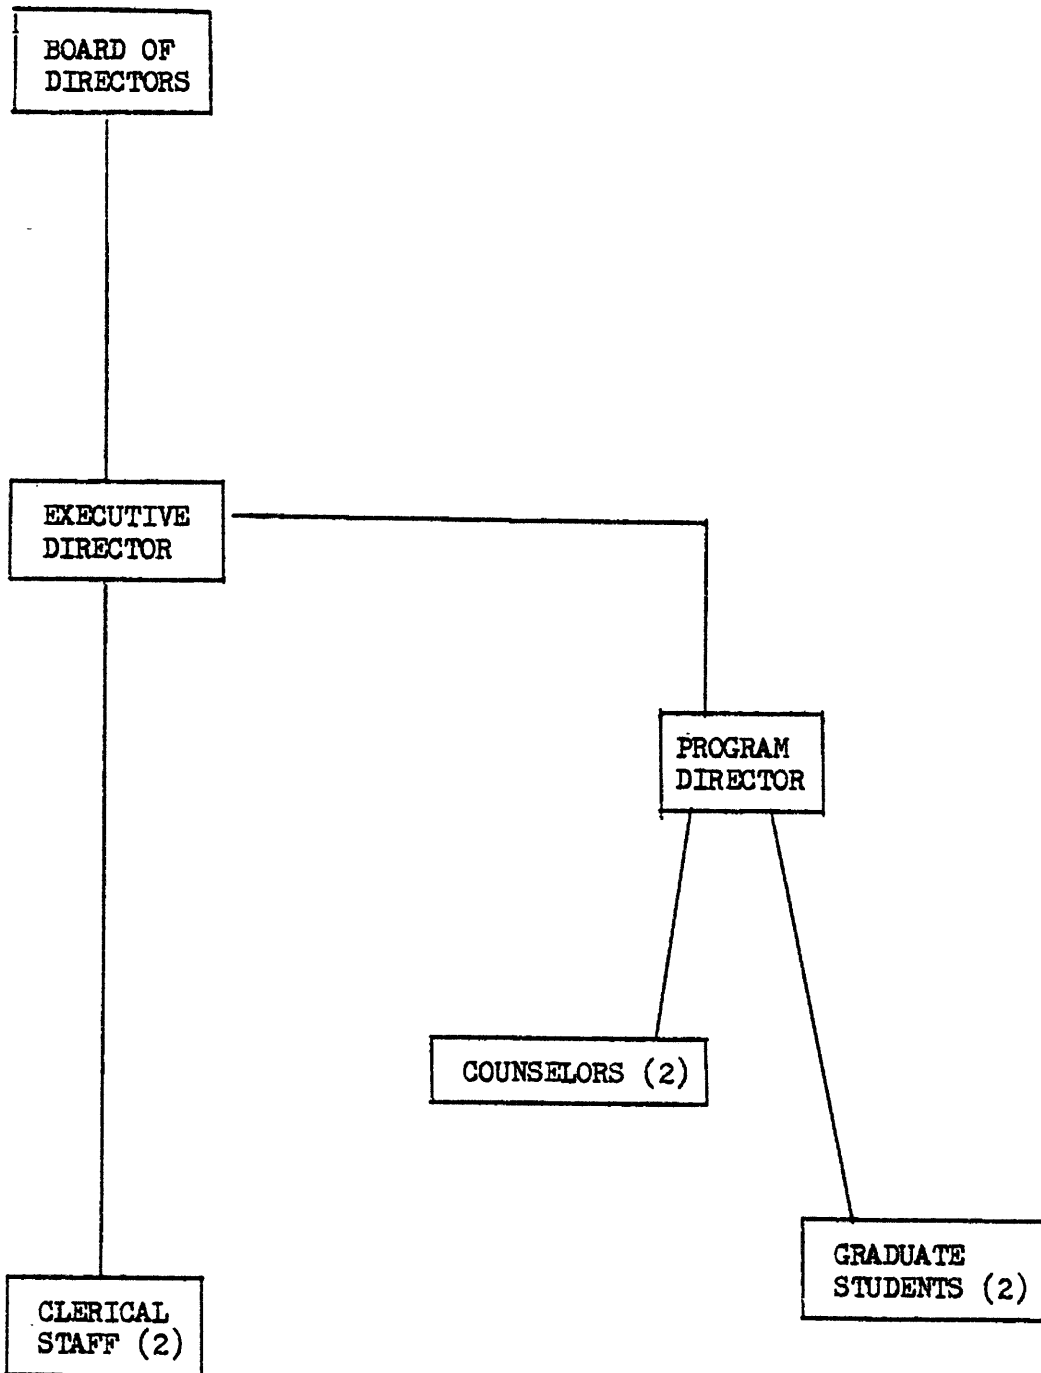 BOARD OF
DIRECTORS
EXECUTIVE
DIRECTOR
PROGRAM
DIRECTOR
COUNSELORS (2)
GRADUATE
STUDENTS (2)
CLERICAL
STAFF (2)